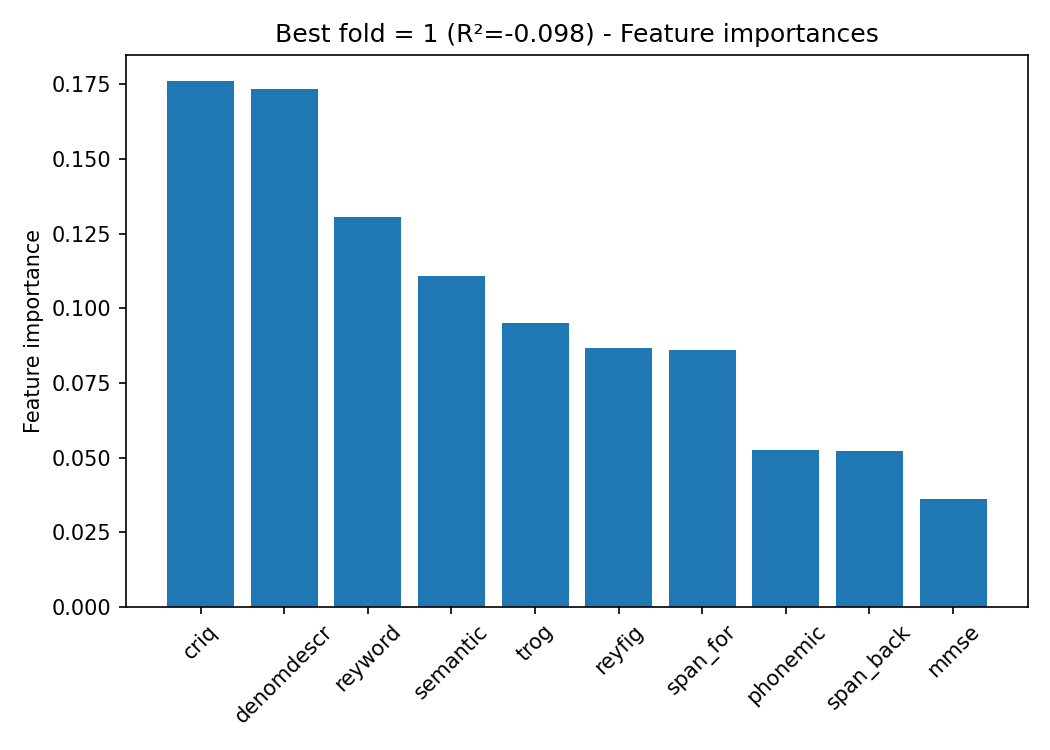 Best fold = 1 (R²=-0.098) - Feature importances
Feature importance
0.175
0.150
0.125
0.100
0.075
0.050
0.025
0.000
criq
denomdescr
reyword
semantic
trog
reyfig
span_for
phonemic
span_back
mmse